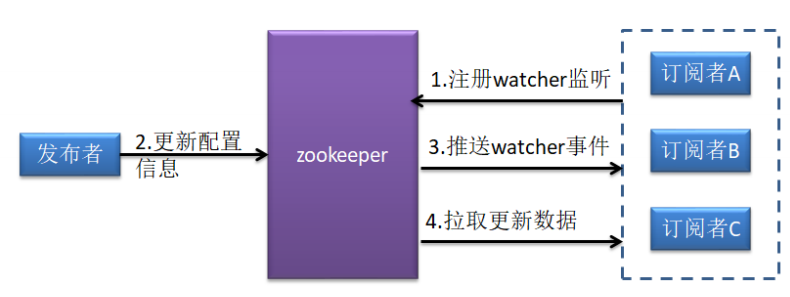 发布者
2.更新配置
信息
zookeeper
1.注册watcher监听
3.推送watcher事件
4.拉取更新数据
订阅者A
订阅者B
订阅者C